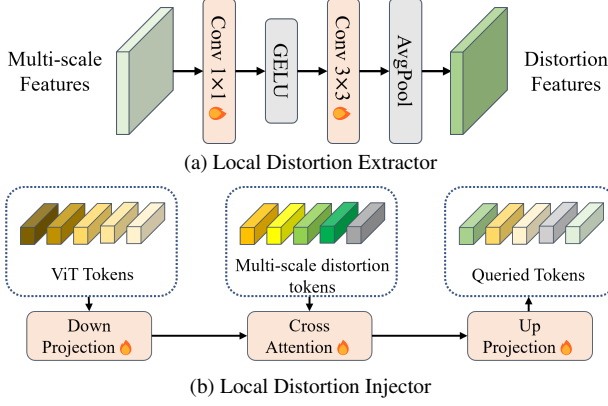 Multi-scale
Features
Conv 1×1
GELU
Conv 3×3
AvgPool
Distortion
Features
(a) Local Distortion Extractor
ViT Tokens
Multi-scale distortion
tokens
Queried Tokens
Down
Projection
Cross
Attention
Up
Projection
(b) Local Distortion Injector